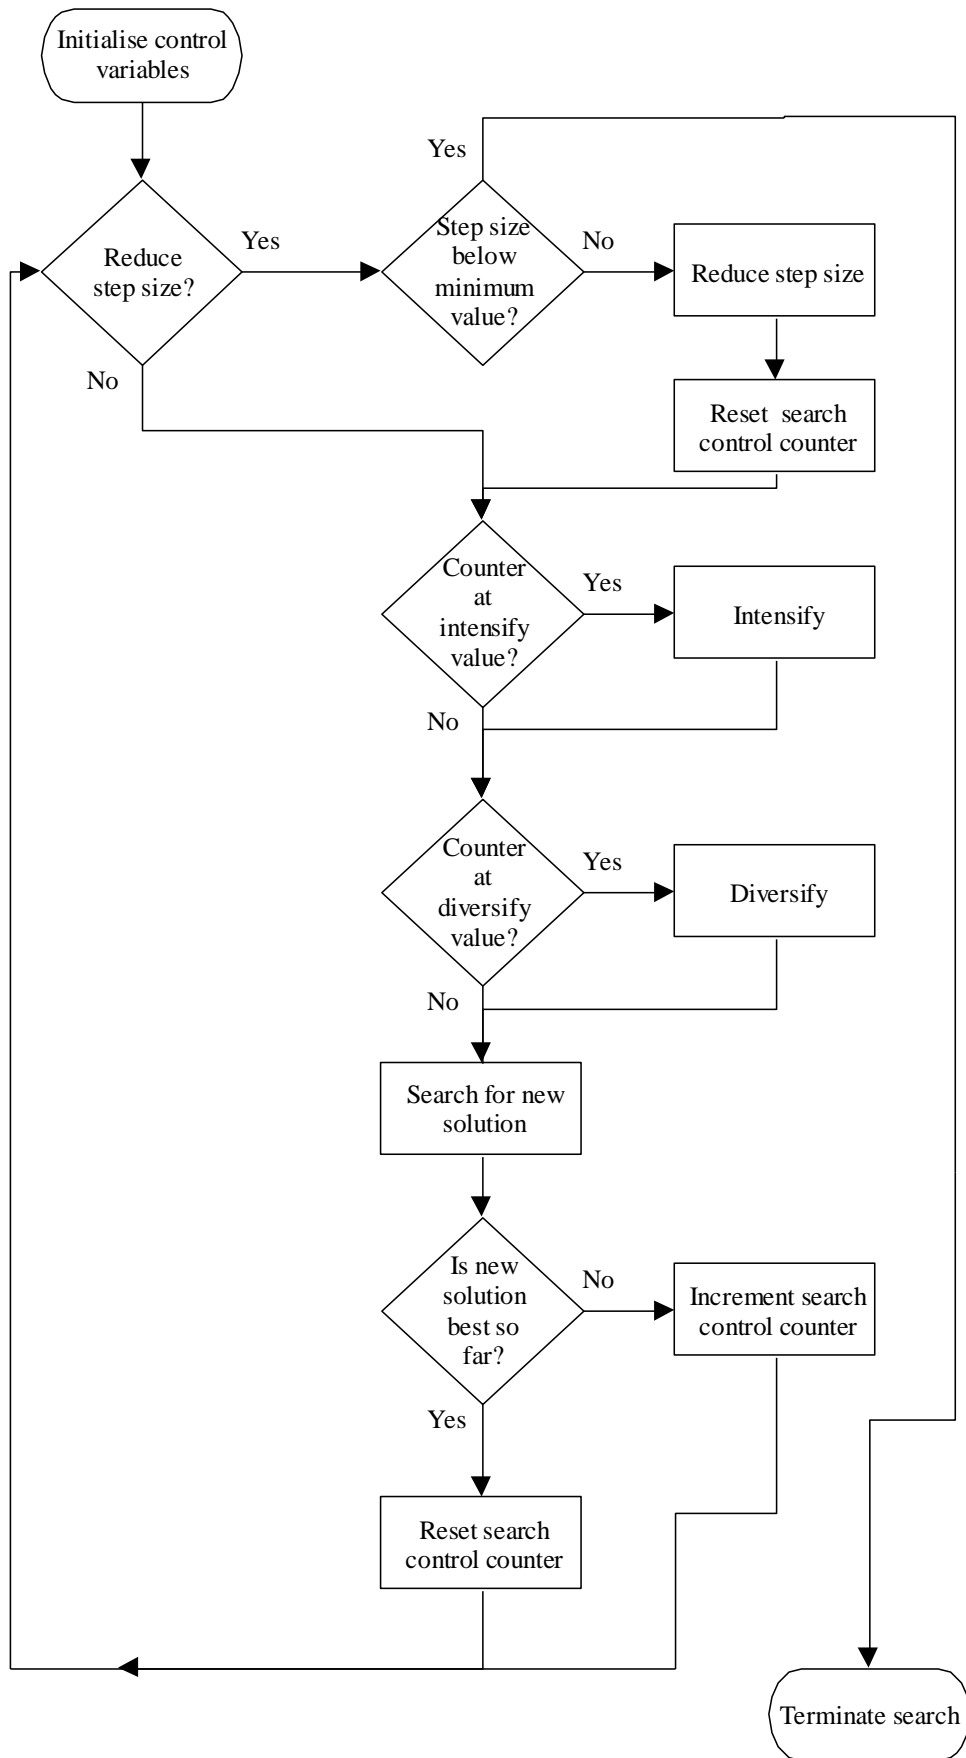 Initialise control
variables
Yes
Reduce
step size?
Yes
Step size
below
minimum
value?
No
Reduce step size
No
Reset search
control counter
Counter
at
intensify
value?
Yes
Intensify
No
Counter
at
diversify
value?
Yes
Diversify
No
Search for new
solution
Is new
solution
best so
far?
No
Increment search
control counter
Yes
Reset search
control counter
Terminate search